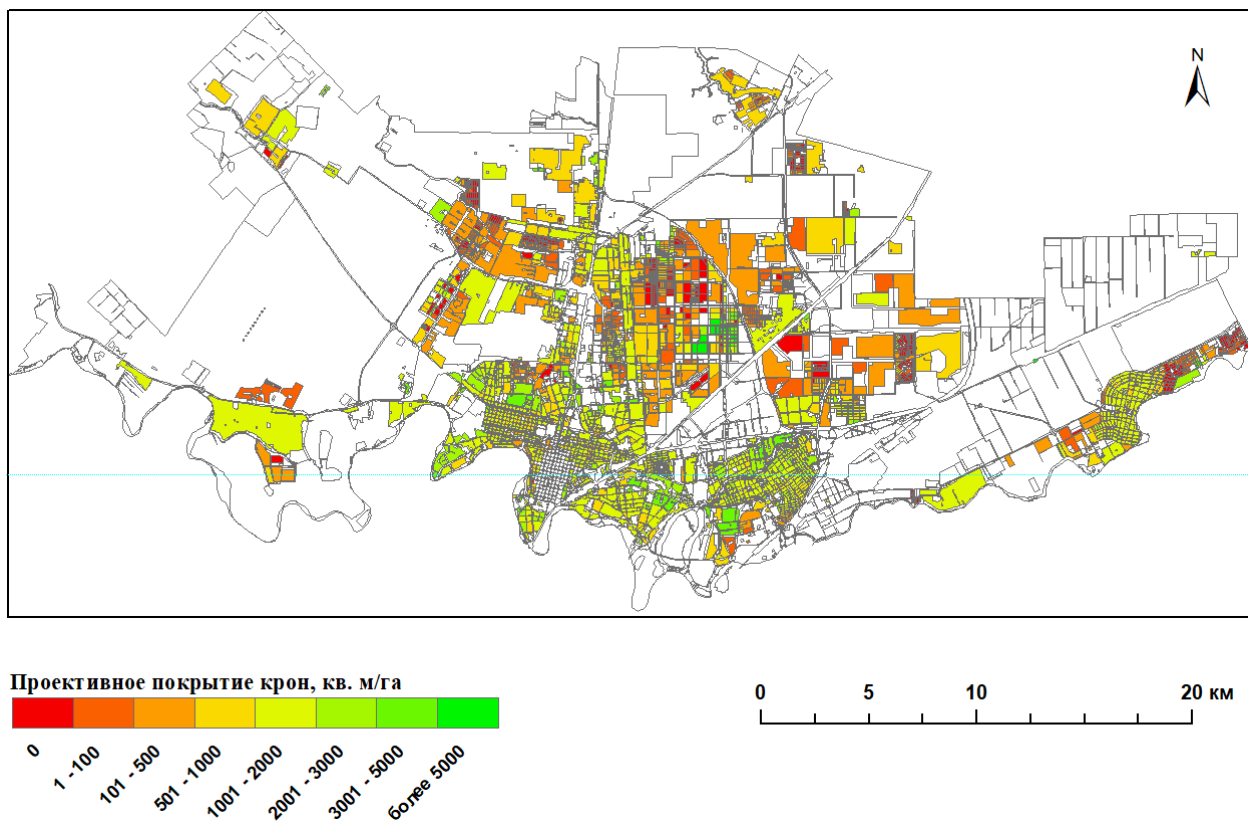 N
Проективное покрытие крон, кв. м/га
0
1 -100
101 - 500
501 - 1000
1001 - 2000
2001 - 3000
3001 - 5000
более 5000
0 5 10 20 км